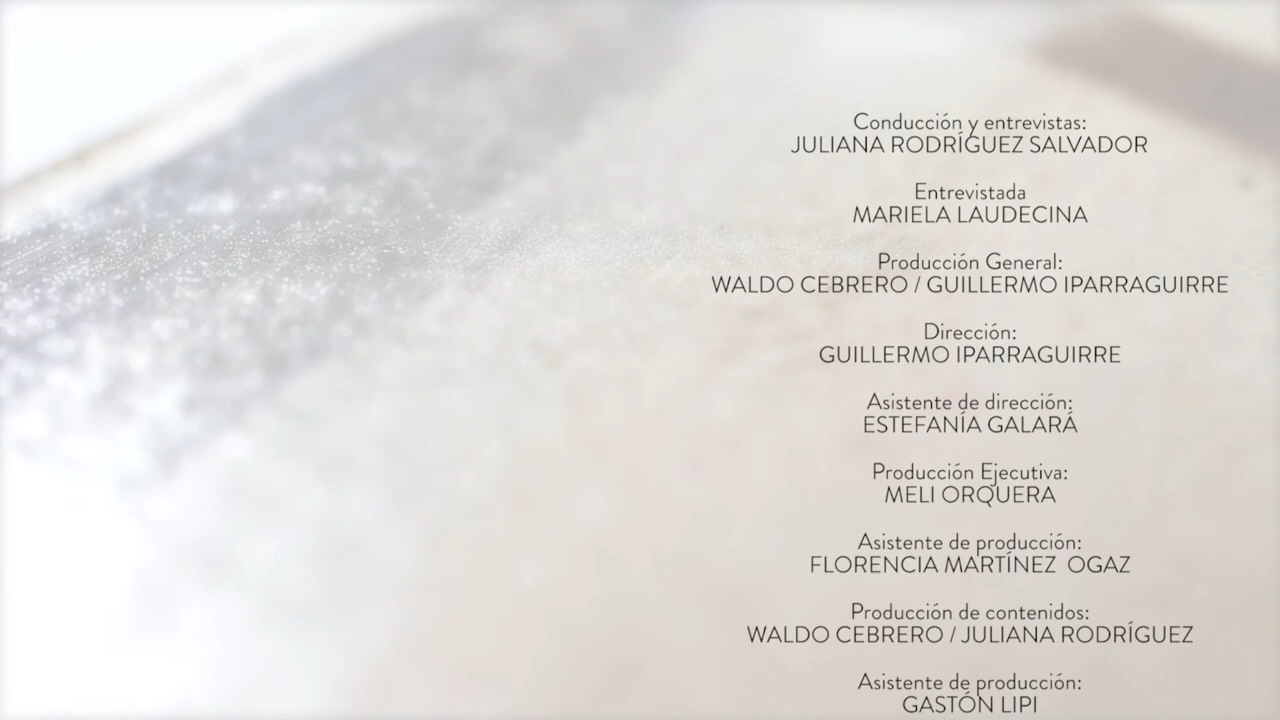 Conducción y entrevistas:
JULIANA RODRÍGUEZ SALVADOR
Entrevistada
MARIELA LAUDECINA
Producción General:
WALDO CEBRERO / GUILLERMO IPARRAGUIRRE
Dirección:
GUILLERMO IPARRAGUIRRE
Asistente de dirección:
ESTEFANÍA GALARÁ
Producción Ejecutiva:
MELI ORQUERA
Asistente de producción:
FLORENCIA MARTÍNEZ OGAZ
Producción de contenidos:
WALDO CEBRERO / JULIANA RODRÍGUEZ
Asistente de producción:
GASTÓN LIPI